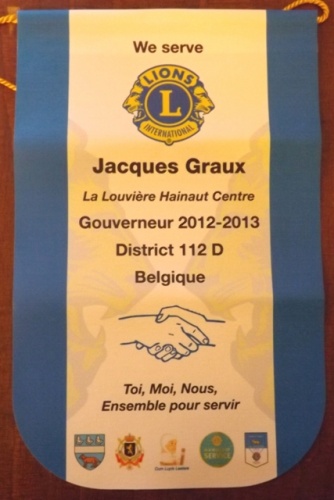 We serve
LIONS
L
INTERNATIONAL
Jacques Graux
La Louvière Hainaut Centre
Gouverneur 2012-2013
District 112 D
Belgique
Toi, Moi, Nous,
Ensemble pour servir
SERVICE